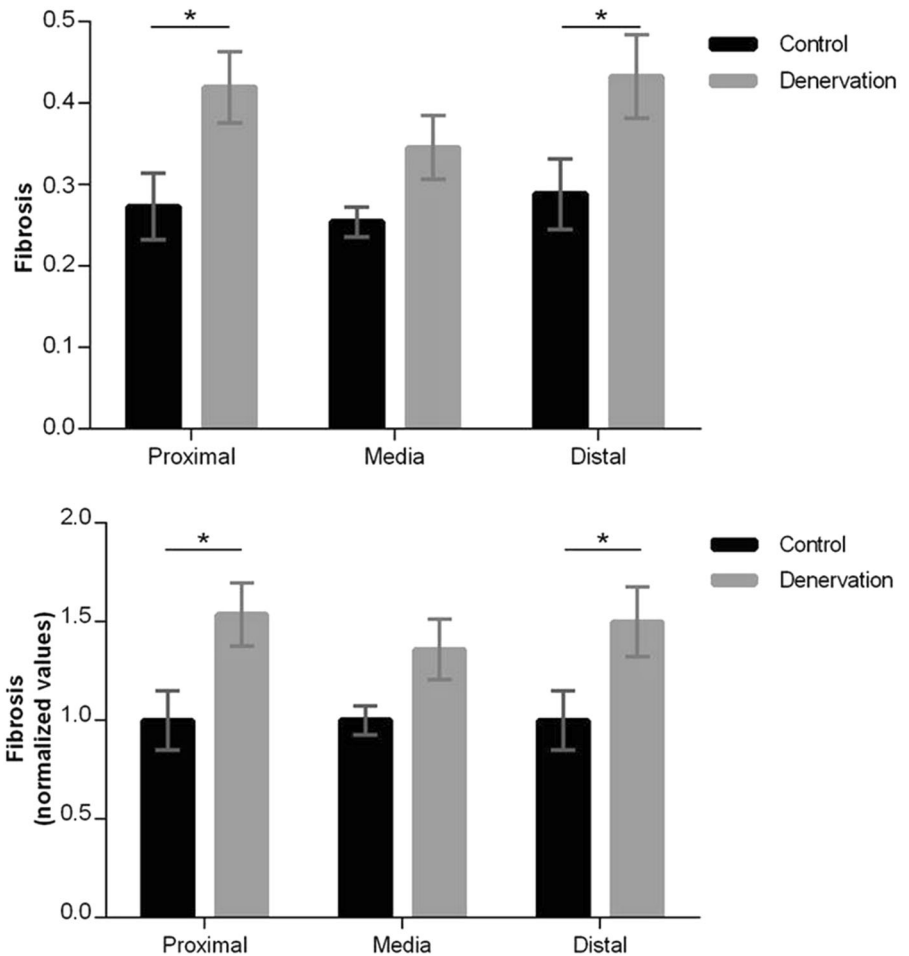 0.5
*
*
Control
Denervation
0.4
0.3
0.2
0.1
0.0
Fibrosis
Proximal
Media
Distal
2.0
*
*
Control
Denervation
1.5
1.0
0.5
0.0
Fibrosis
(normalized values)
Proximal
Media
Distal